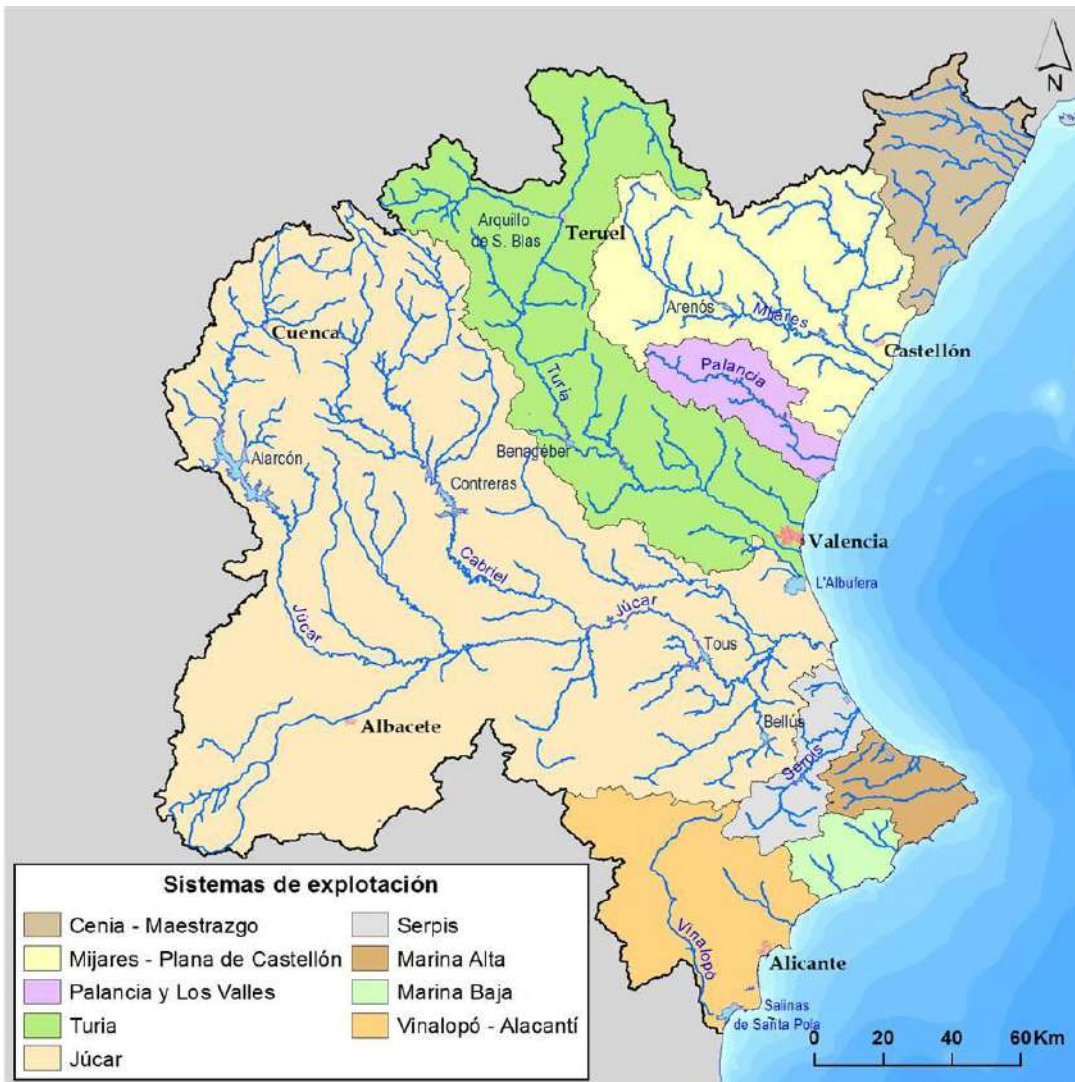 N
Arquillo
de S. Blas
Teruel
Arenós
Mijares
Castellón
Cuenca
Palancia
Turia
Benagéber
Alarcón
Contreras
Valencia
L'Albufera
Cabriel
Júcar
Júcar
Tous
Albacete
Bellús
Serpis
Vinalopó
Alicante
Salinas
de Santa Pola
Sistemas de explotación
Cenia - Maestrazgo
Mijares - Plana de Castellón
Palancia y Los Valles
Turia
Júcar
Serpis
Marina Alta
Marina Baja
Vinalopó - Alacantí
0 20 40 60 Km